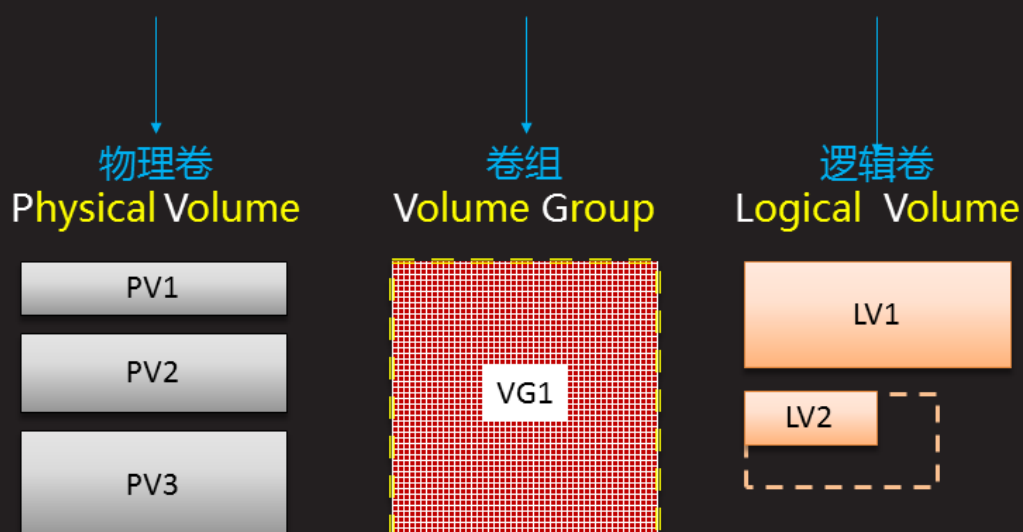 物理卷
Physical Volume
PV1
PV2
PV3
卷组
Volume Group
VG1
逻辑卷
Logical Volume
LV1
LV2